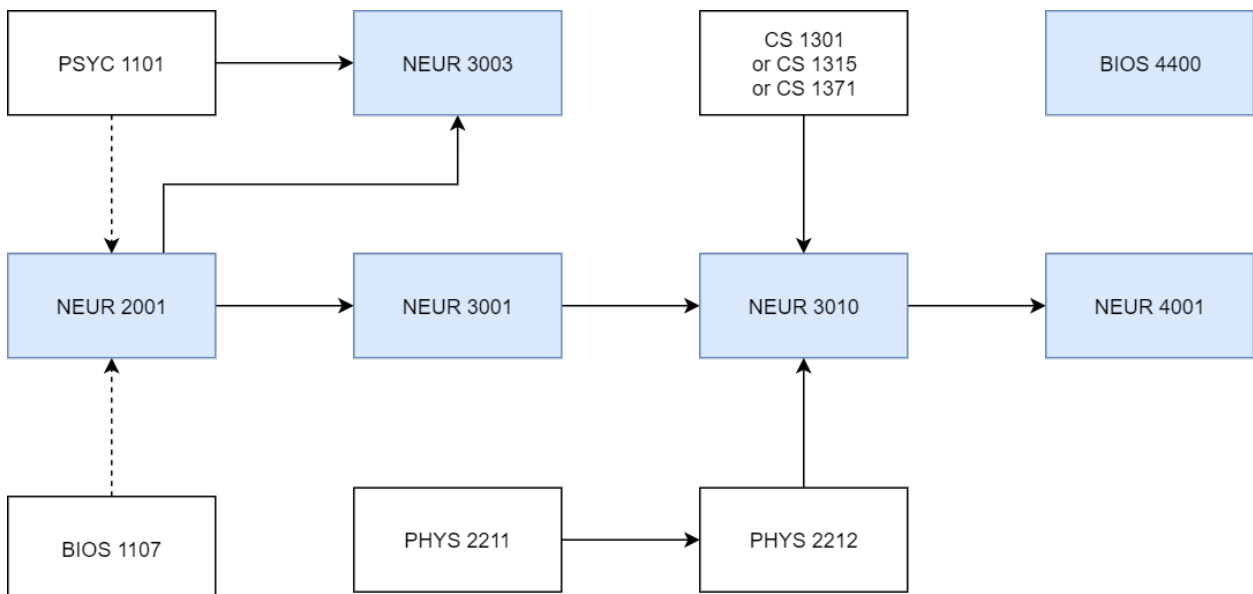 PSYC 1101
NEUR 3003
CS 1301
or CS 1315
or CS 1371
BIOS 4400
NEUR 2001
NEUR 3001
NEUR 3010
NEUR 4001
BIOS 1107
PHYS 2211
PHYS 2212